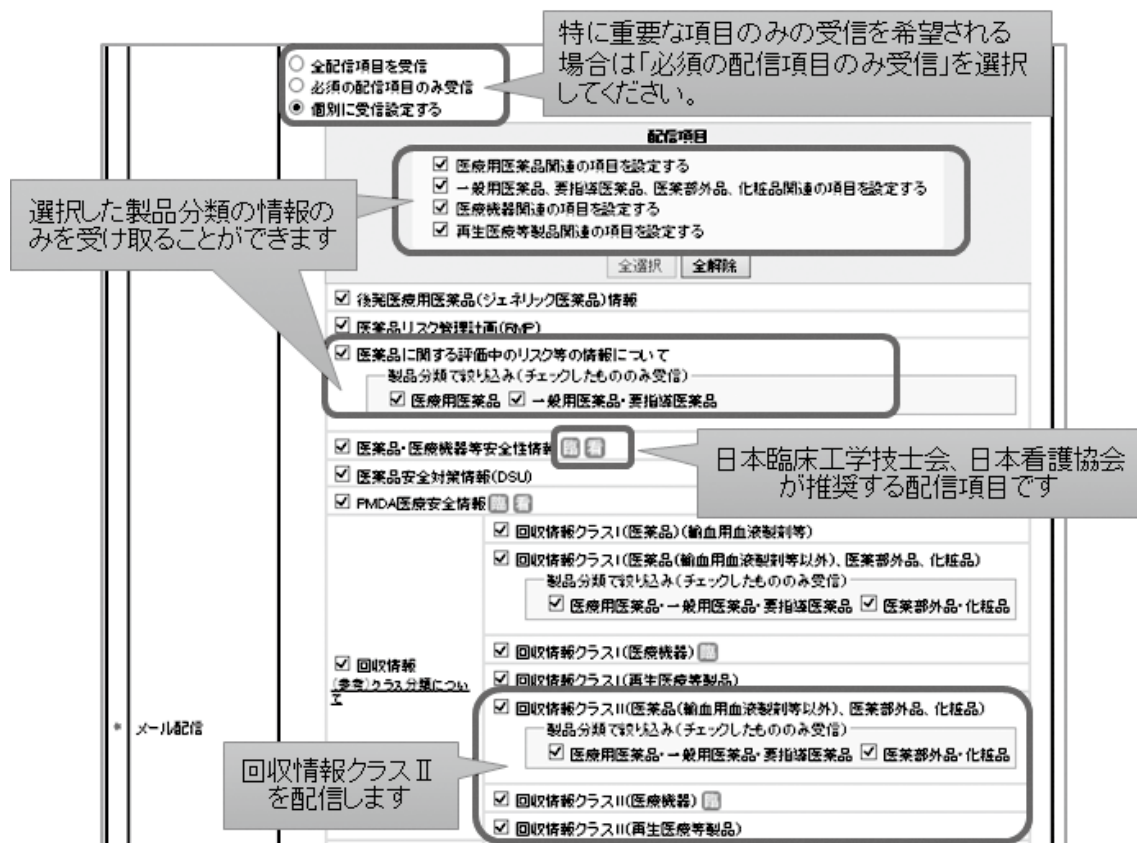 特に重要な項目のみの受信を希望される
場合は「必須の配信項目のみ受信」を選択
してください。
○ 全配信項目を受信
○ 必須の配信項目のみ受信
◉ 個別に受信設定する
配信項目
☑ 医療用医薬品関連の項目を設定する
☑ 一般用医薬品、要指導医薬品、医薬部外品、化粧品関連の項目を設定する
☑ 医療機器関連の項目を設定する
☑ 再生医療等製品関連の項目を設定する
選択した製品分類の情報の
みを受け取ることができます
全選択 全解除
☑ 後発医療用医薬品(ジェネリック医薬品)情報
☑ 医薬品リスク管理計画(RMP)
☑ 医薬品に関する評価中のリスク等の情報について
製品分類で絞り込み(チェックしたもののみ受信)
☑ 医療用医薬品 ☑ 一般用医薬品・要指導医薬品
☑ 医薬品・医療機器等安全性情報 臨 看
日本臨床工学技士会、日本看護協会
が推奨する配信項目です
☑ 医薬品安全対策情報(DSU)
☑ PMDA医療安全情報 臨 看
☑ 回収情報
(参考)クラス分類につい
て
☑ 回収情報クラスI(医薬品)(輸血用血液製剤等)
☑ 回収情報クラスI(医薬品(輸血用血液製剤等以外)、医薬部外品、化粧品)
製品分類で絞り込み(チェックしたもののみ受信)
☑ 医療用医薬品・一般用医薬品・要指導医薬品 ☑ 医薬部外品・化粧品
☑ 回収情報クラスI(医療機器) 臨
☑ 回収情報クラスI(再生医療等製品)
☑ 回収情報クラスII(医薬品(輸血用血液製剤等以外)、医薬部外品、化粧品)
製品分類で絞り込み(チェックしたもののみ受信)
☑ 医療用医薬品・一般用医薬品・要指導医薬品 ☑ 医薬部外品・化粧品
* メール配信
回収情報クラスⅡ
を配信します
☑ 回収情報クラスII(医療機器) 臨
☑ 回収情報クラスII(再生医療等製品)